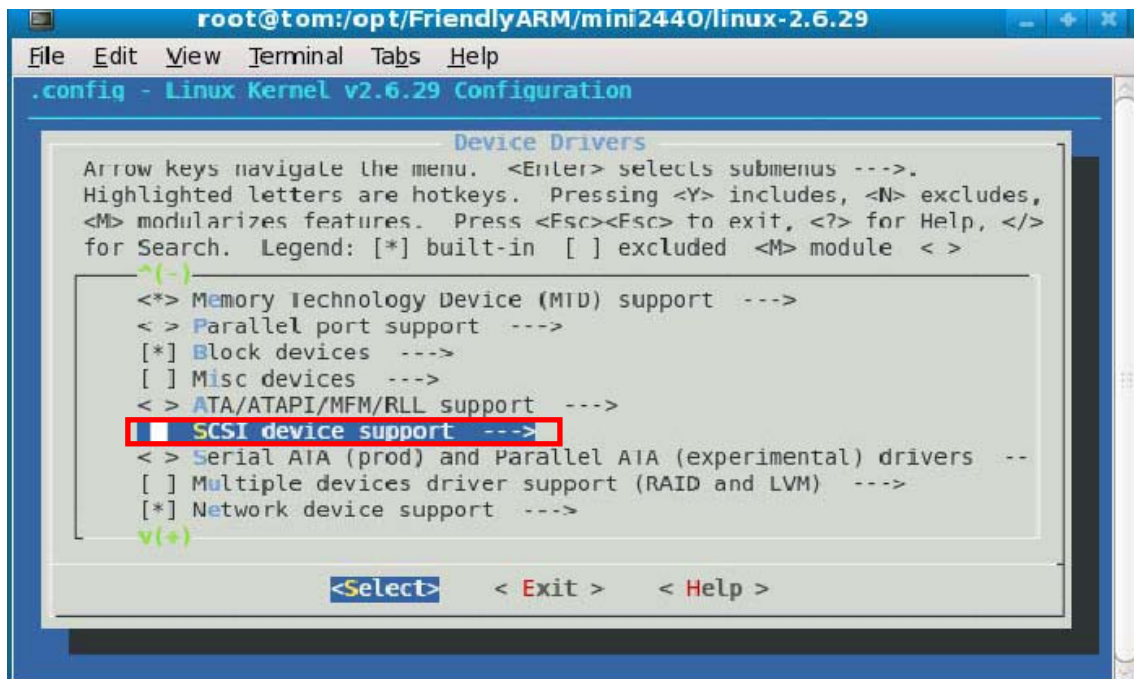 root@tom:/opt/FriendlyARM/mini2440/linux-2.6.29
File Edit View Terminal Tabs Help
.config - Linux Kernel v2.6.29 Configuration
Device Drivers
Arrow keys navigate the menu. <Enter> selects submenus --->.
Highlighted letters are hotkeys. Pressing <Y> includes, <N> excludes,
<M> modularizes features. Press <Esc><Esc> to exit, <?> for Help, </>
for Search. Legend: [*] built-in [ ] excluded <M> module < >
^(-)
<*> Memory Technology Device (MTD) support --->
< > Parallel port support --->
[*] Block devices --->
[ ] Misc devices --->
< > ATA/ATAPI/MFM/RLL support --->
SCSI device support --->
< > Serial ATA (prod) and Parallel ATA (experimental) drivers --
[ ] Multiple devices driver support (RAID and LVM) --->
[*] Network device support --->
v(+)
<Select> < Exit > < Help >